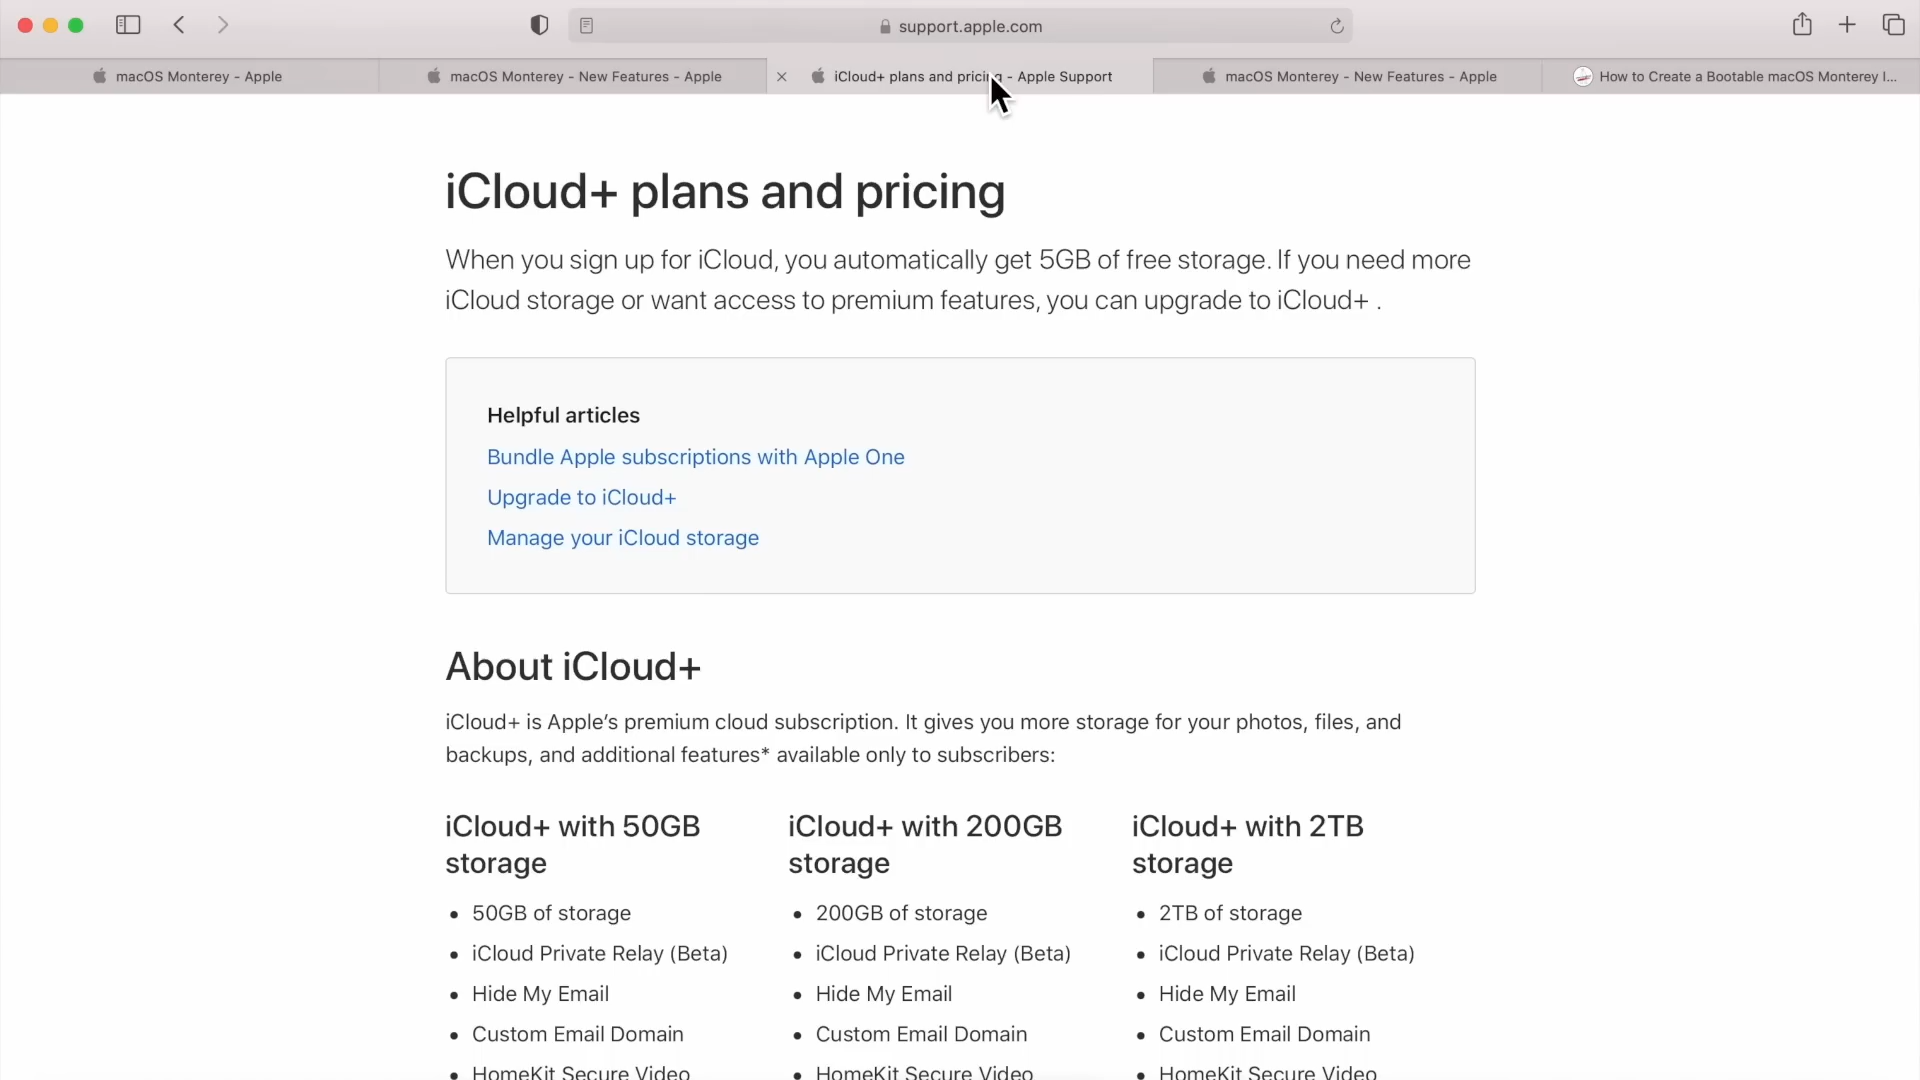 support.apple.com
macOS Monterey - Apple
macOS Monterey - New Features - Apple
iCloud+ plans and pricing - Apple Support
macOS Monterey - New Features - Apple
How to Create a Bootable macOS Monterey I...
iCloud+ plans and pricing
When you sign up for iCloud, you automatically get 5GB of free storage. If you need more
iCloud storage or want access to premium features, you can upgrade to iCloud+ .
Helpful articles
Bundle Apple subscriptions with Apple One
Upgrade to iCloud+
Manage your iCloud storage
About iCloud+
iCloud+ is Apple’s premium cloud subscription. It gives you more storage for your photos, files, and
backups, and additional features* available only to subscribers:
iCloud+ with 50GB
storage
• 50GB of storage
• iCloud Private Relay (Beta)
• Hide My Email
• Custom Email Domain
• HomeKit Secure Video
iCloud+ with 200GB
storage
• 200GB of storage
• iCloud Private Relay (Beta)
• Hide My Email
• Custom Email Domain
• HomeKit Secure Video
iCloud+ with 2TB
storage
• 2TB of storage
• iCloud Private Relay (Beta)
• Hide My Email
• Custom Email Domain
• HomeKit Secure Video